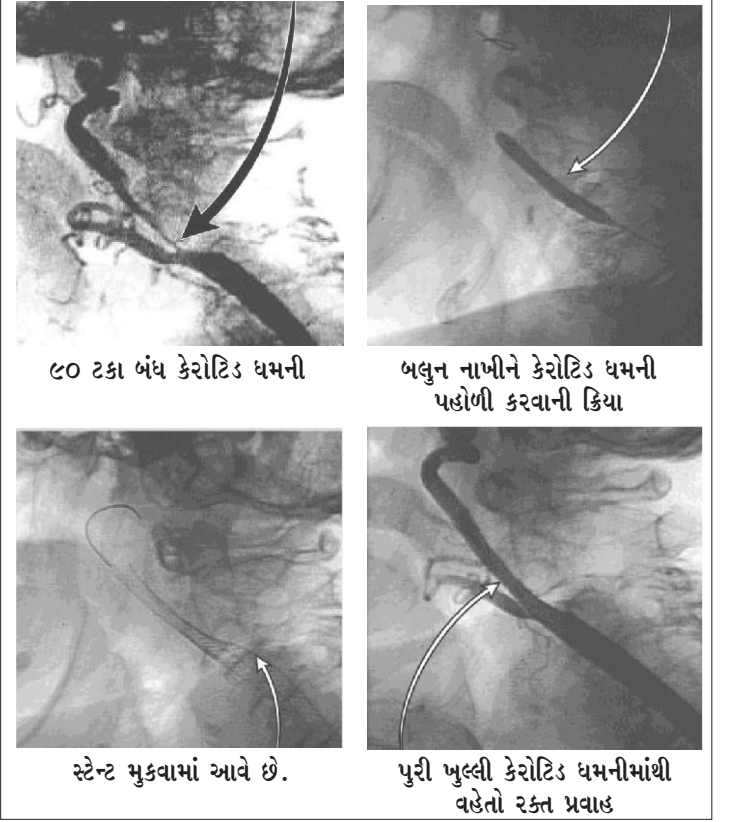 ૯૦ ટકા બંધ કેરોટિડ ધમની
બલુન નાખીને કેરોટિડ ધમની
પહોળી કરવાની ક્રિયા
સ્ટેન્ટ મુકવામાં આવે છે.
પુરી ખુલ્લી કેરોટિડ ધમનીમાંથી
વહેતો રક્ત પ્રવાહ